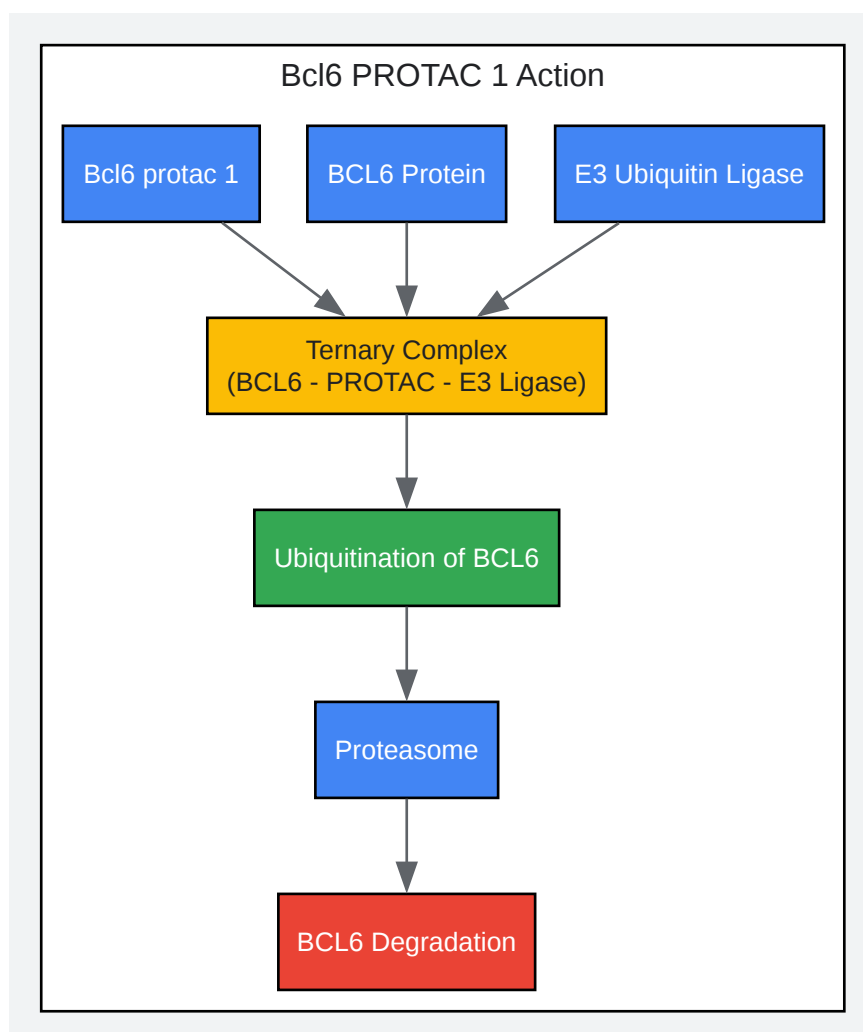 Bcl6 PROTAC 1 Action
Bcl6 protac 1
BCL6 Protein
E3 Ubiquitin Ligase
Ternary Complex
(BCL6 - PROTAC - E3 Ligase)
Ubiquitination of BCL6
Proteasome
BCL6 Degradation